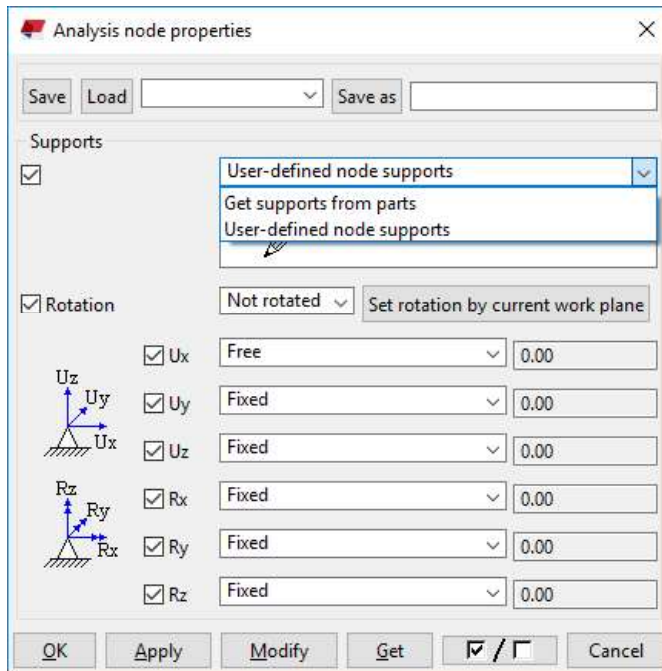 Analysis node properties
Save Load Save as
Supports
User-defined node supports
Get supports from parts
User-defined node supports
Rotation Not rotated Set rotation by current work plane
Ux Free 0.00
Uz
Uy
Ux
Uy Fixed 0.00
Uz Fixed 0.00
Rz
Ry
Rx
Rx Fixed 0.00
Ry Fixed 0.00
Rz Fixed 0.00
OK Apply Modify Get / Cancel